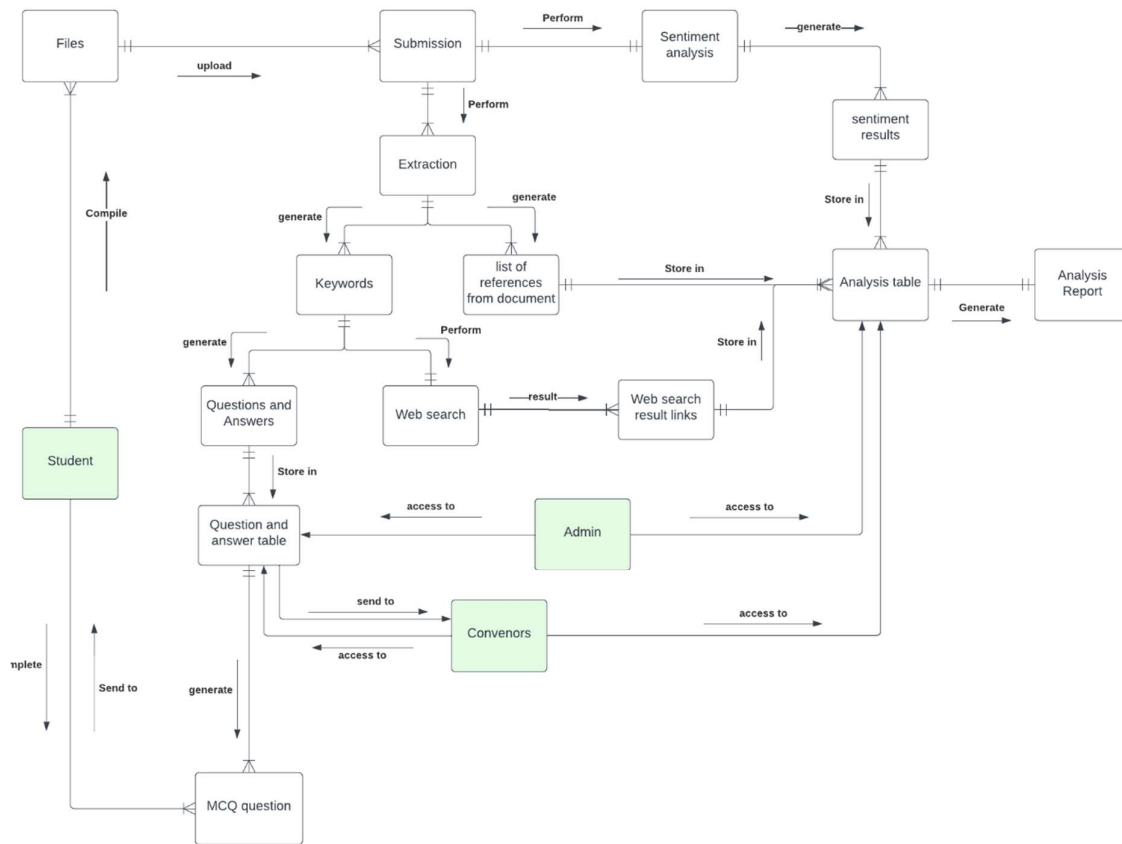 Files
Submission
Perform
Sentiment
analysis
generate
upload
Perform
sentiment
results
Extraction
Compile
generate
generate
Store in
Keywords
list of
references
from document
Store in
Analysis table
Analysis
Report
Generate
generate
Perform
Store in
Questions and
Answers
Web search
result
Web search
result links
Student
Store in
Question and
answer table
access to
Admin
access to
send to
Convenors
access to
access to
mplete
Send to
generate
MCQ question